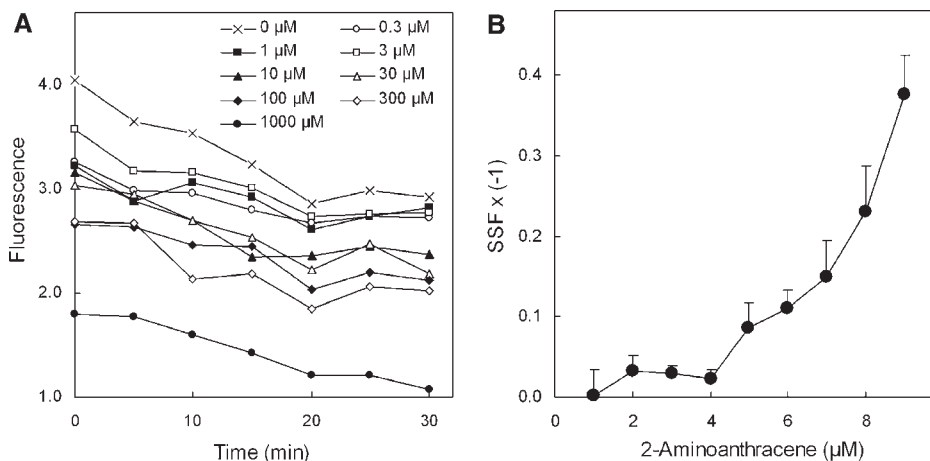 A
0 µM 0.3 µM
1 µM 3 µM
10 µM 30 µM
100 µM 300 µM
1000 µM
4.0
3.0
2.0
1.0
Fluorescence
0 10 20 30
Time (min)
B
0.4
0.3
0.2
0.1
0.0
SSF x (-1)
0 2 4 6 8
2-Aminoanthracene (µM)